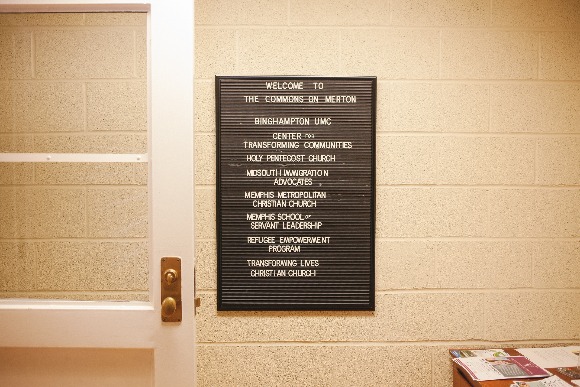 WELCOME TO
THE COMMONS ON MERTON
BINGHAMPTON UMC
CENTER FOR
TRANSFORMING COMMUNITIES
HOLY PENTECOST CHURCH
MIDSOUTH IMMIGRATION
ADVOCATES
MEMPHIS METROPOLITAN
CHRISTIAN CHURCH
MEMPHIS SCHOOL OF
SERVANT LEADERSHIP
REFUGEE EMPOWERMENT
PROGRAM
TRANSFORMING LIVES
CHRISTIAN CHURCH